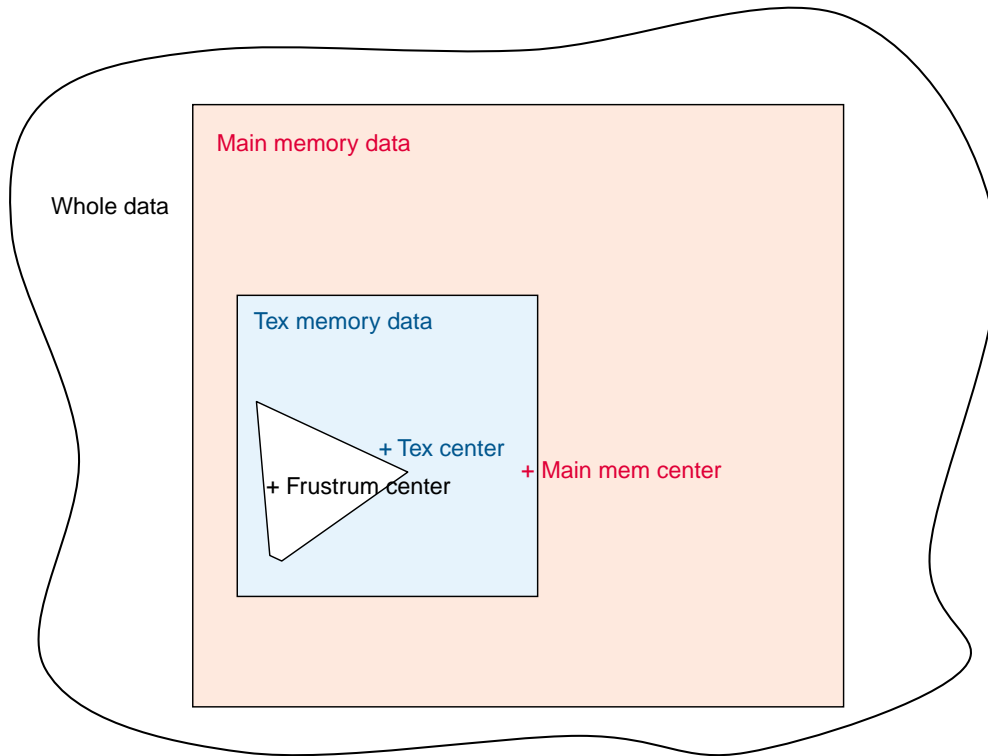 Main memory data
Whole data
Tex memory data
+ Tex center
+ Main mem center
+ Frustrum center